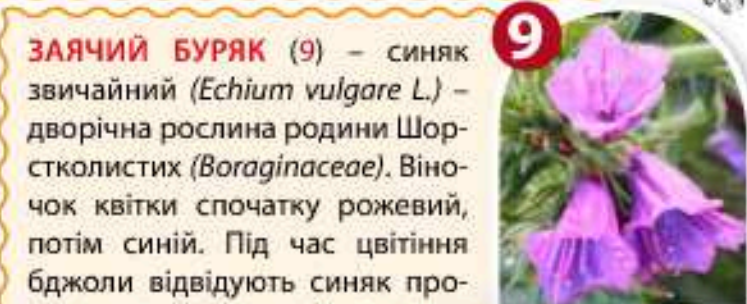 ЗАЯЧИЙ БУРЯК (9) – синяк
звичайний (Echium vulgare L.) –
дворічна рослина родини Шор-
стколистих (Boraginaceae). Віно-
чок квітки спочатку рожевий,
потім синій. Під час цвітіння
бджоли відвідують синяк про-
9